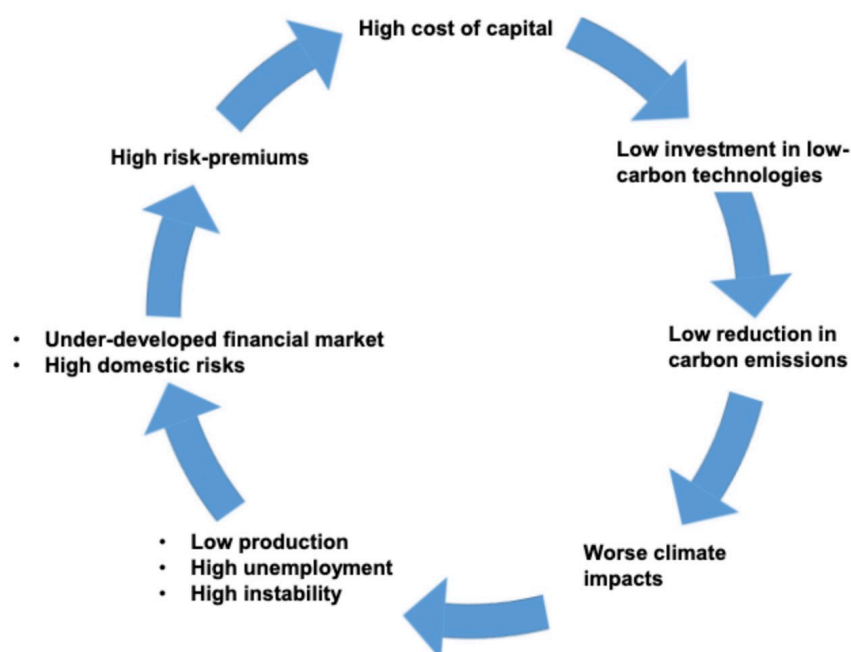 High cost of capital
Low investment in low-
carbon technologies
Low reduction in
carbon emissions
Worse climate
impacts
• Low production
• High unemployment
• High instability
• Under-developed financial market
• High domestic risks
High risk-premiums